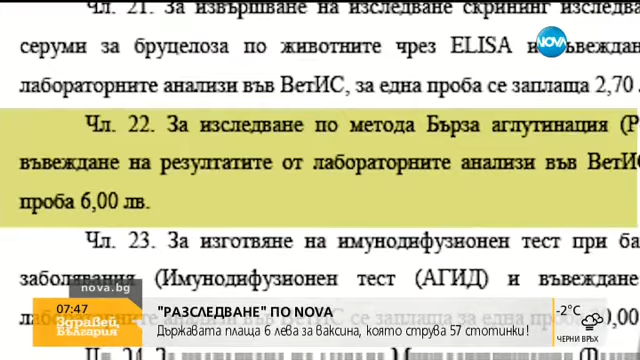 Чл. 21. За извършване на изследване скрининг изследва
серуми за бруцелоза по животните чрез ELISA и въвеждан
NOVA
лабораторните анализи във ВетИС, за една проба се заплаща 2,70
Чл. 22. За изследване по метода Бърза аглутинация (Р
въвеждане на резултатите от лабораторните анализи във ВетИС
проба 6,00 лв.
Чл. 23. За изготвяне на имунодифузионен тест при ба
заболявания (Имунодифузионен тест (АГИД) и въвеждане
nova.bg
07:47
Здравей,
България
"РАЗСЛЕДВАНЕ" ПО NOVA
Държавата плаща 6 лева за ваксина, която струва 57 стотинки!
-2°C
ЧЕРНИ ВРЪХ